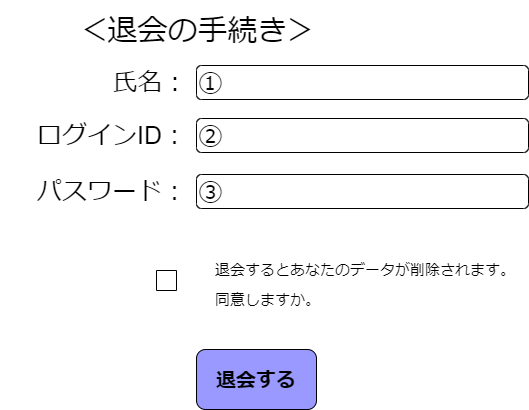 ＜退会の手続き＞
氏名： ①
ログインID： ②
パスワード： ③
退会するとあなたのデータが削除されます。
同意しますか。
退会する